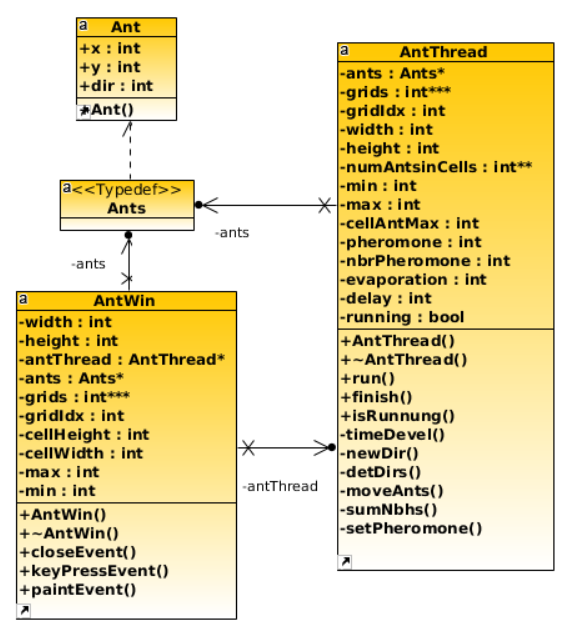 a
Ant
+x : int
+y : int
+dir : int
+Ant()
a
<<Typedef>>
Ants
-ants
-ants
a
AntWin
-width : int
-height : int
-antThread : AntThread*
-ants : Ants*
-grids : int***
-gridIdx : int
-cellHeight : int
-cellWidth : int
-max : int
-min : int
+AntWin()
+~AntWin()
+closeEvent()
+keyPressEvent()
+paintEvent()
-antThread
a
AntThread
-ants : Ants*
-grids : int***
-gridIdx : int
-width : int
-height : int
-numAntsinCells : int**
-min : int
-max : int
-cellAntMax : int
-pheromone : int
-nbrPheromone : int
-evaporation : int
-delay : int
-running : bool
+AntThread()
+~AntThread()
+run()
+finish()
+isRunnung()
-timeDevel()
-newDir()
-detDirs()
-moveAnts()
-sumNbhs()
-setPheromone()